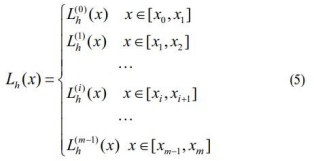 L_h(x) = {
L_h^{(0)}(x) x∈[x_0, x_1]
L_h^{(1)}(x) x∈[x_1, x_2]
...
L_h^{(i)}(x) x∈[x_i, x_{i+1}]
...
L_h^{(m-1)}(x) x∈[x_{m-1}, x_m]
(5)